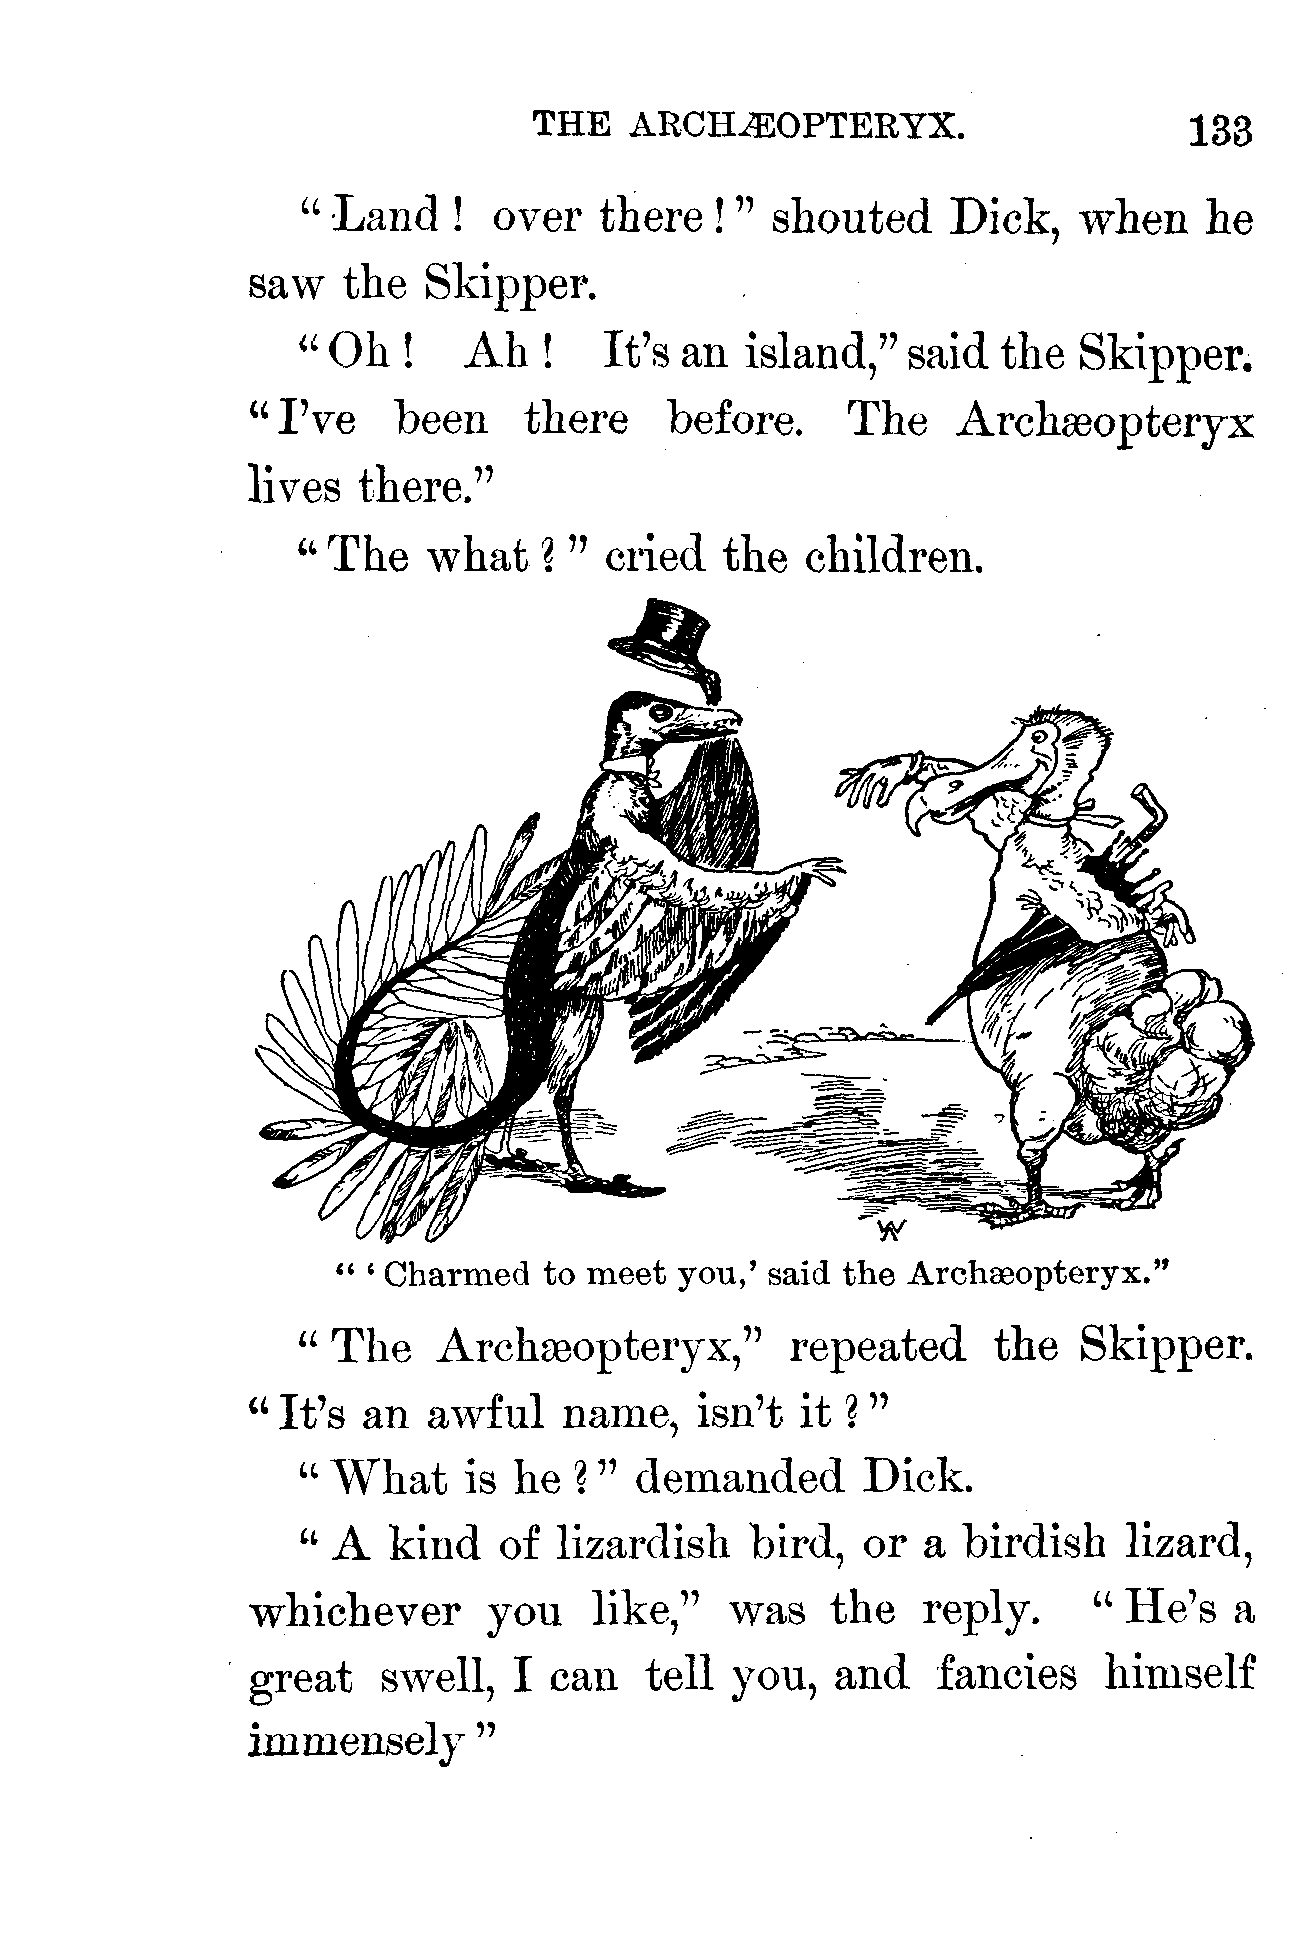 THE ARCHÆOPTERYX. 133
“Land! over there!” shouted Dick, when he
saw the Skipper.
“Oh! Ah! It’s an island,” said the Skipper.
“I’ve been there before. The Archæopteryx
lives there.”
“The what?” cried the children.
“‘Charmed to meet you,’ said the Archæopteryx.”
“The Archæopteryx,” repeated the Skipper.
“It’s an awful name, isn’t it?”
“What is he?” demanded Dick.
“A kind of lizardish bird, or a birdish lizard,
whichever you like,” was the reply. “He’s a
great swell, I can tell you, and fancies himself
immensely”